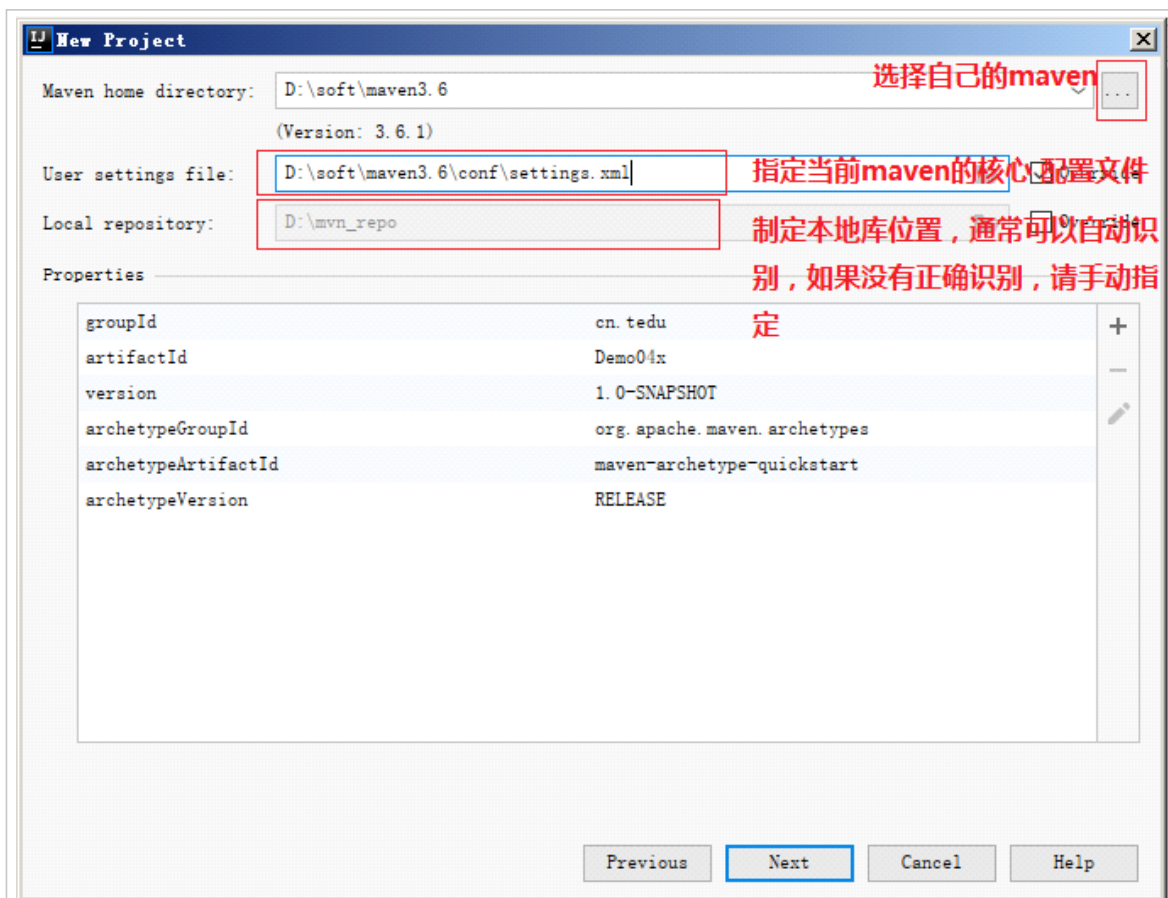 New Project
选择自己的maven
Maven home directory: D:\soft\maven3.6 ...
(Version: 3.6.1)
User settings file: D:\soft\maven3.6\conf\settings.xml 指定当前maven的核心配置文件
Local repository: D:\mvn_repo 制定本地库位置，通常可以自动识
Properties 别，如果没有正确识别，请手动指
定
groupId cn.tedu
artifactId Demo04x
version 1.0-SNAPSHOT
archetypeGroupId org.apache.maven.archetypes
archetypeArtifactId maven-archetype-quickstart
archetypeVersion RELEASE
Previous Next Cancel Help